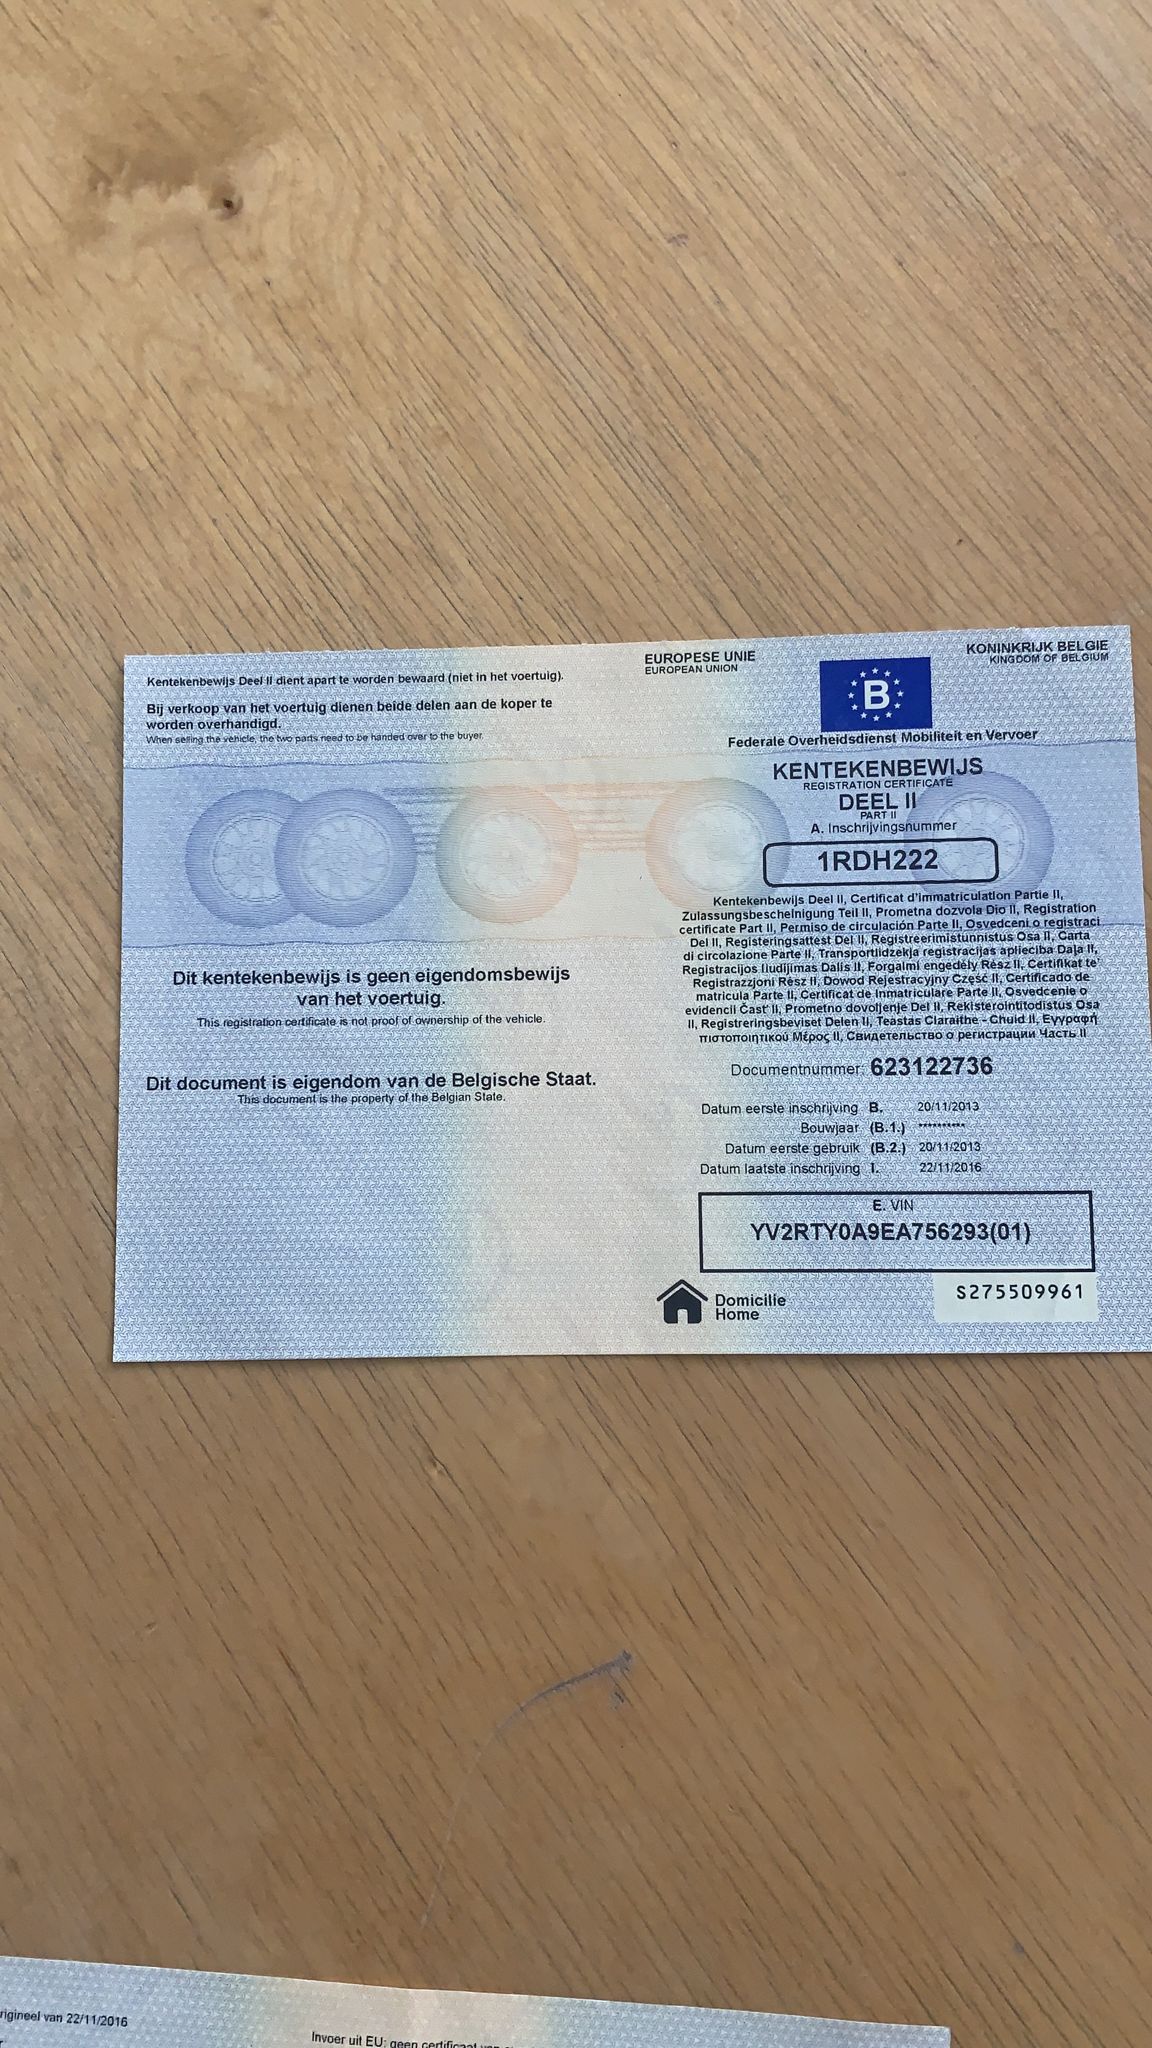 Kentekenbewijs Deel II dient apart te worden bewaard (niet in het voertuig).
Bij verkoop van het voertuig dienen beide delen aan de koper te
worden overhandigd.
When selling the vehicle, the two parts need to be handed over to the buyer.
Dit kentekenbewijs is geen eigendomsbewijs
van het voertuig.
This registration certificate is not proof of ownership of the vehicle.
Dit document is eigendom van de Belgische Staat.
This document is the property of the Belgian State.
EUROPESE UNIE
EUROPEAN UNION
B
KONINKRIJK BELGIE
KINGDOM OF BELGIUM
Federale Overheidsdienst Mobiliteit en Vervoer
KENTEKENBEWIJS
REGISTRATION CERTIFICATE
DEEL II
PART II
A. Inschrijvingsnummer
1RDH222
Kentekenbewijs Deel II, Certificat d'immatriculation Partie II,
Zulassungsbescheinigung Teil II, Prometna dozvola Dio II, Registration
certificate Part II, Permiso de circulación Parte II, Osvedceni o registraci
Del II, Registeringsattest Del II, Registreerimistunnistus Osa II, Carta
di circolazione Parte II, Transportlidzekja registracijas aplieciba Daļa II,
Registracijos liudijimas Dalis II, Forgalmi engedély Rész II, Certifikat ta'
Registrazzjoni Rész II, Dowod Rejestracyjny Część II, Certificado de
matricula Parte II, Certificat de Inmatriculare Parte II, Osvedcenie o
evidencii Čast' II, Prometno dovoljenje Del II, Rekisterointitodistus Osa
II, Registreringsbeviset Delen II, Teastas Claraithe - Chuid II, Εγγραφή
πιστοποιητικού Μέρος II, Свидетельство о регистрации Часть II
Documentnummer: 623122736
Datum eerste inschrijving B. 20/11/2013
Bouwjaar (B.1.) **********
Datum eerste gebruik (B.2.) 20/11/2013
Datum laatste inschrijving I. 22/11/2016
E. VIN
YV2RTY0A9EA756293(01)
Domicilie
Home
S275509961
rigineel van 22/11/2016
Invoer uit EU: geen